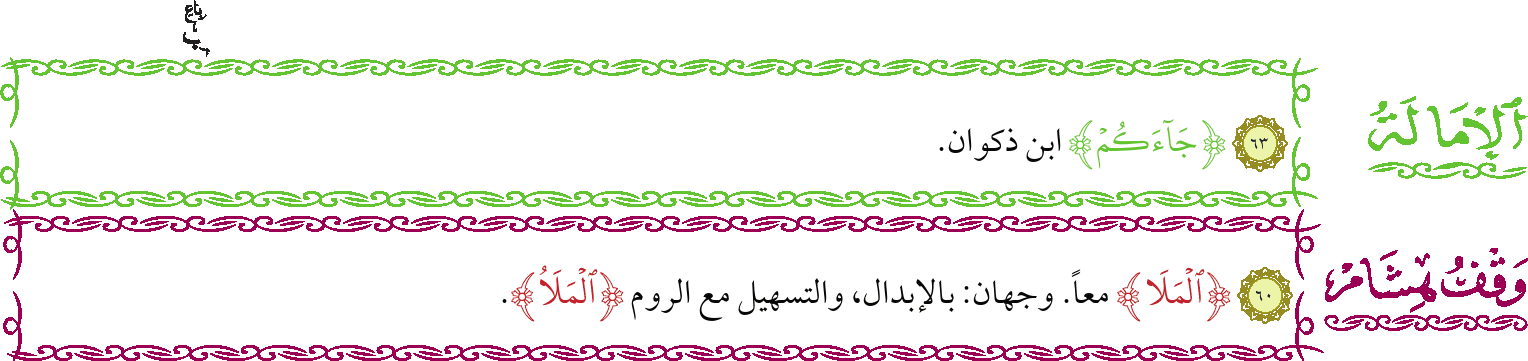 ٱلْإِمَالَةُ
٦٣ ﴿جَآءَكُمْ﴾ ابن ذكوان.
وَقْفُ هِشَامٍ
٦٠ ﴿ٱلْمَلَا﴾ معاً. وجهان: بالإبدال، والتسهيل مع الروم ﴿ٱلْمَلَأُ﴾.